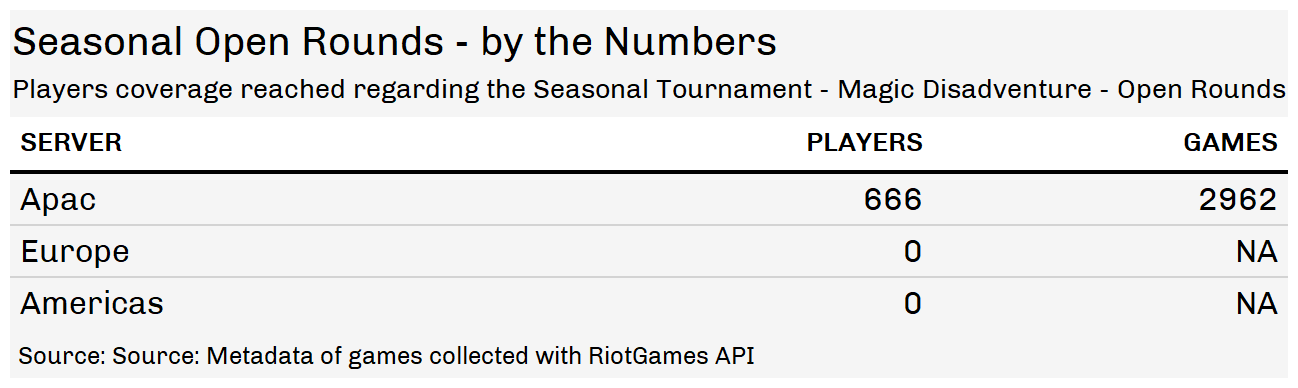 Seasonal Open Rounds - by the Numbers
Players coverage reached regarding the Seasonal Tournament - Magic Disadventure - Open Rounds
SERVER PLAYERS GAMES
Apac 666 2962
Europe 0 NA
Americas 0 NA
Source: Source: Metadata of games collected with RiotGames API